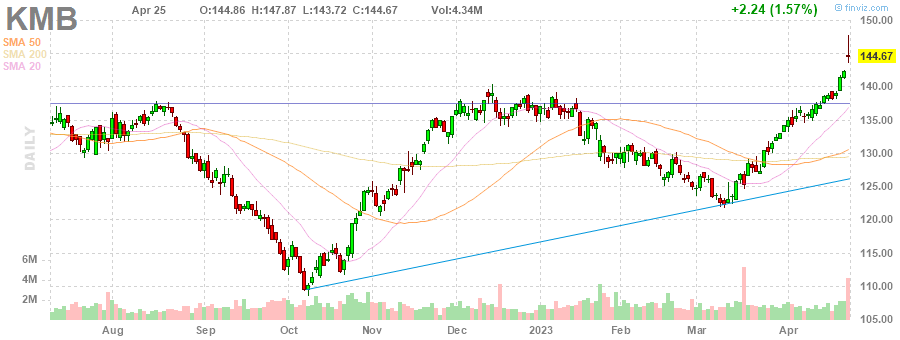 KMB
Apr 25 O:144.86 H:147.87 L:143.72 C:144.67 Vol:4.34M +2.24 (1.57%) © finviz.com
SMA 50
SMA 200
SMA 20
DAILY
150.00
144.67
140.00
135.00
130.00
125.00
120.00
115.00
110.00
105.00
6M
4M
2M
Aug Sep Oct Nov Dec 2023 Feb Mar Apr